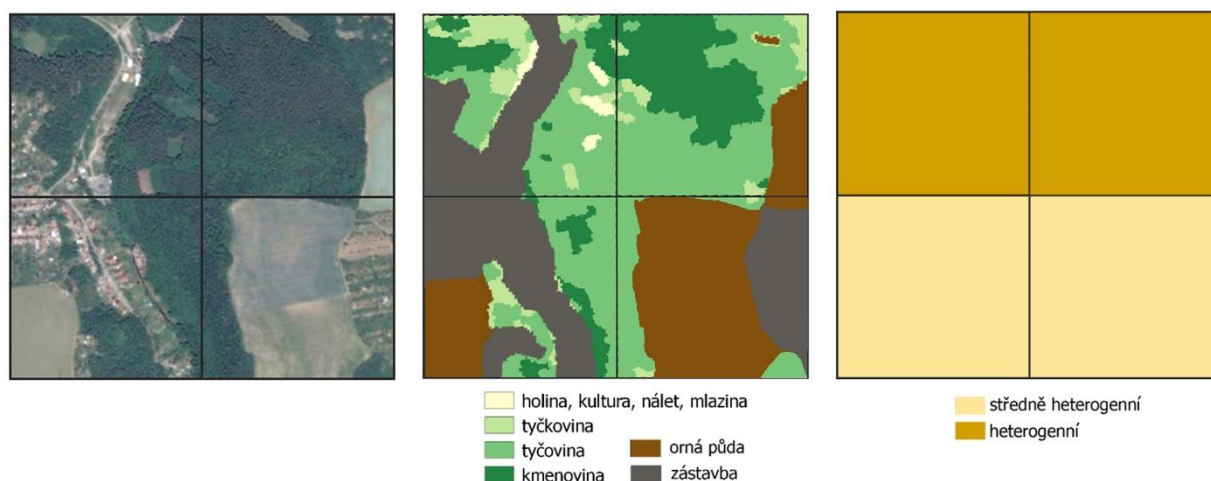 holina, kultura, nálet, mlazina
tyčkovina
tyčovina
kmenovina
orná půda
zástavba
středně heterogenní
heterogenní